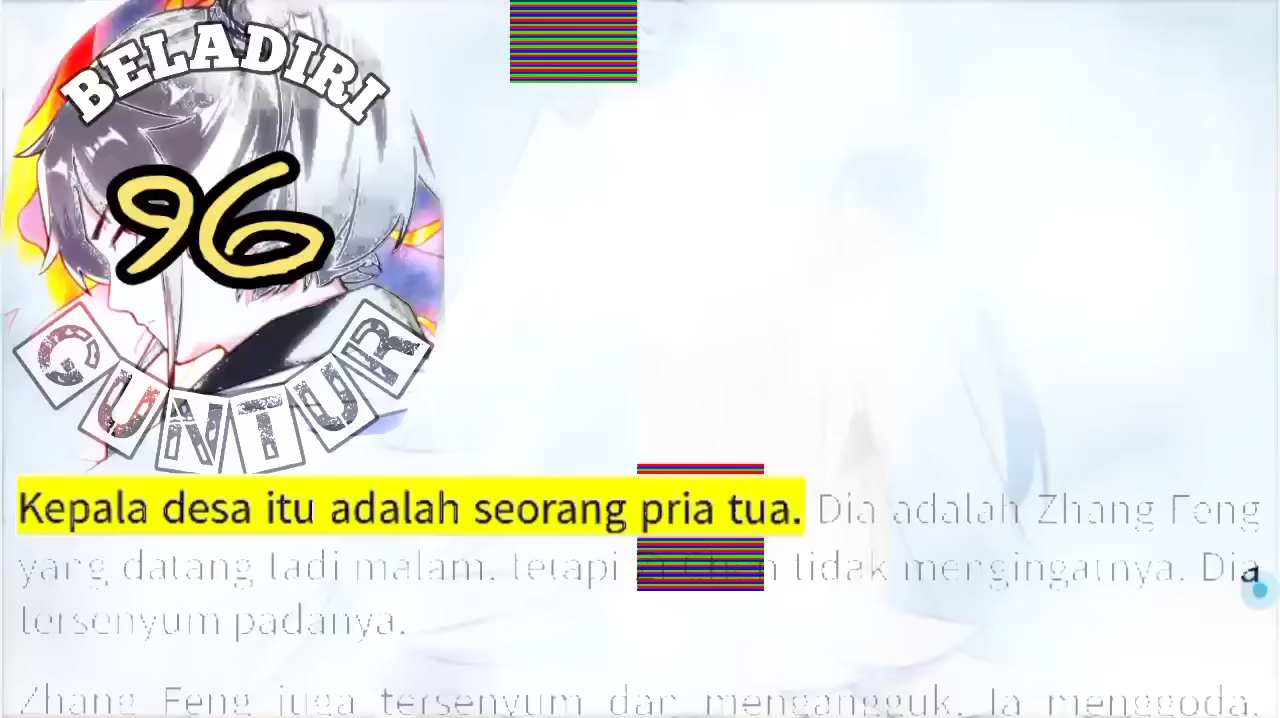 BELADIRI
96
GUNTUR
Kepala desa itu adalah seorang pria tua. Dia adalah Zhang Feng
yang datang tadi malam, tetapi tidak mengingatnya. Dia
tersenyum padanya.
Zhang Feng juga tersenyum dan mengangguk. Ia menggoda,